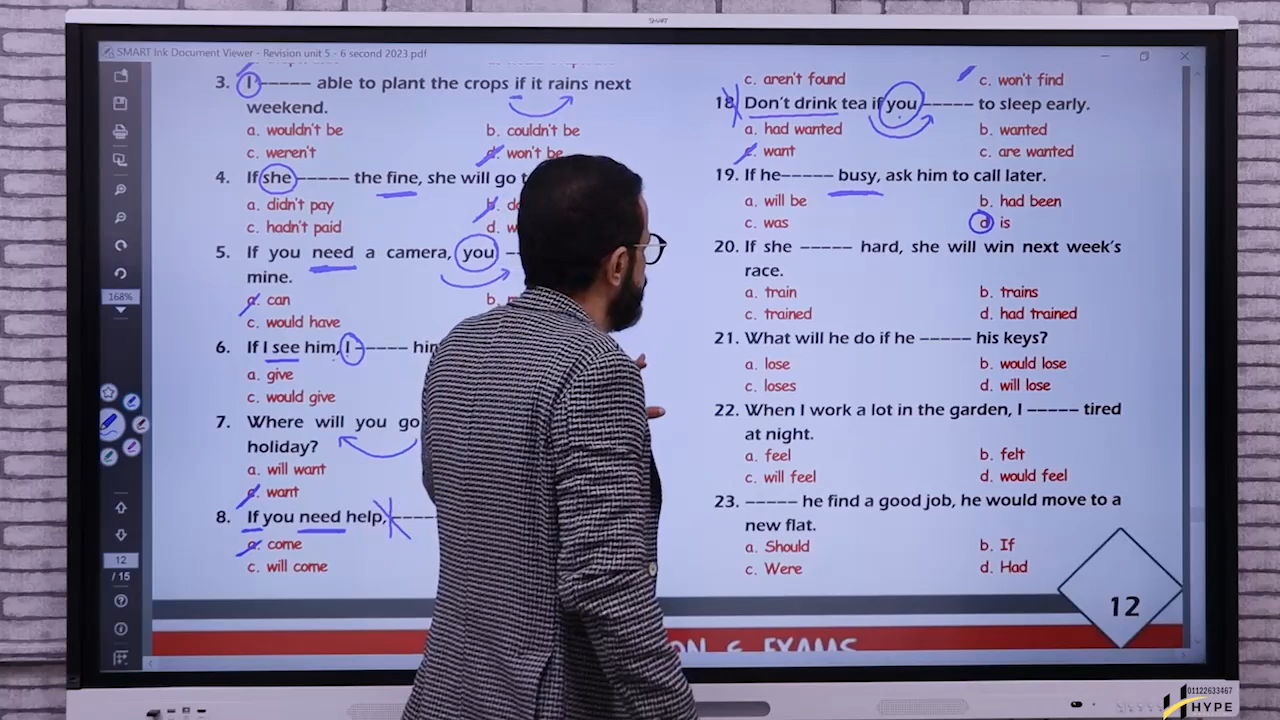 SMART
SMART Ink Document Viewer - Revision unit 5 - 6 second 2023 pdf
3. I ----- able to plant the crops if it rains next
weekend.
a. wouldn't be b. couldn't be
c. weren't d. won't be
4. If she ----- the fine, she will go
a. didn't pay b.
c. hadn't paid d.
5. If you need a camera, you
mine.
a. can b.
c. would have
6. If I see him, I -----
a. give
c. would give
7. Where will you go
holiday?
a. will want
c. want
8. If you need help, ----
a. come
c. will come
168%
12
/ 15
c. aren't found c. won't find
18. Don't drink tea if you ----- to sleep early.
a. had wanted b. wanted
c. want c. are wanted
19. If he----- busy, ask him to call later.
a. will be b. had been
c. was d. is
20. If she ----- hard, she will win next week's
race.
a. train b. trains
c. trained d. had trained
21. What will he do if he ----- his keys?
a. lose b. would lose
c. loses d. will lose
22. When I work a lot in the garden, I ----- tired
at night.
a. feel b. felt
c. will feel d. would feel
23. ----- he find a good job, he would move to a
new flat.
a. Should b. If
c. Were d. Had
12
01122633467
HYPE